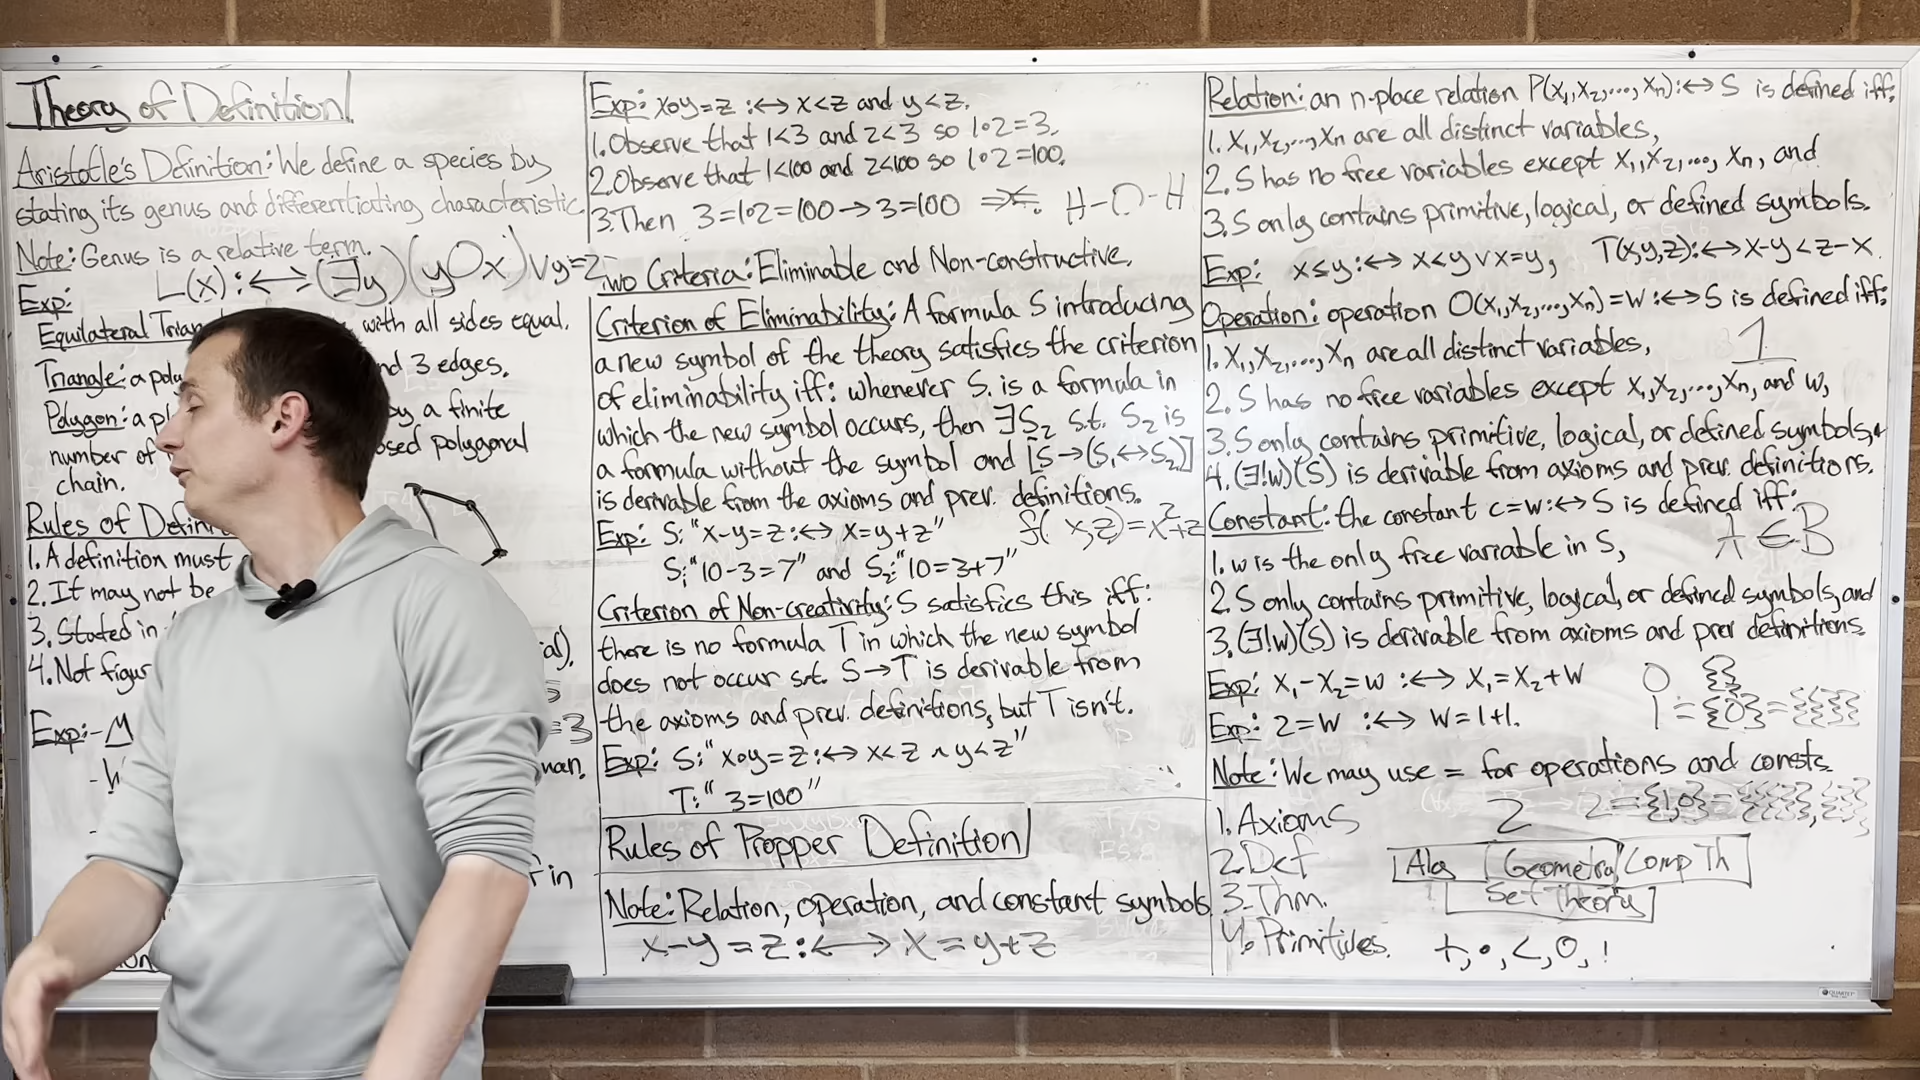 Theory of Definition
Aristotle's Definition: We define a species by
stating its genus and differentiating characteristic.
Note: Genus is a relative term.
L(x) :↔ (∃y)(yOx) ∨ y=2
Exp:
Equilateral with all sides equal.
Triangle: a nd 3 edges.
Polygon: a by a finite
number of osed polygonal
chain.
Rules of
1. A definition must
2. It may not be
3. Stated in al).
4. Not
Exp: =3
man.
in
Exp: x∘y=z :↔ x<z and y<z.
1. Observe that 1<3 and 2<3 so 1∘2=3.
2. Observe that 1<100 and 2<100 so 1∘2=100.
3. Then 3=1∘2=100→3=100 H-O-H
Two Criteria: Eliminable and Non-constructive.
Criterion of Eliminability: A formula S introducing
a new symbol of the theory satisfies the criterion
of eliminability iff: whenever S₁ is a formula in
which the new symbol occurs, then ∃S₂ s.t. S₂ is
a formula without the symbol and [S→(S₁↔S₂)]
is derivable from the axioms and prev. definitions.
Exp: S: "x-y=z :↔ x=y+z" f(x,z)=x²+z
S₁: "10-3=7" and S₂: "10=3+7"
Criterion of Non-creativity: S satisfies this iff:
there is no formula T in which the new symbol
does not occur s.t. S→T is derivable from
the axioms and prev. definitions, but T isn't.
Exp: S: "x∘y=z :↔ x<z ∧ y<z"
T: "3=100"
Rules of Propper Definition
Note: Relation, operation, and constant symbols
x-y=z :↔ x=y+z
Relation: an n-place relation P(x₁,x₂,...,xₙ) :↔ S is defined iff:
1. x₁,x₂,...,xₙ are all distinct variables,
2. S has no free variables except x₁,x₂,...,xₙ, and
3. S only contains primitive, logical, or defined symbols.
Exp: x≤y :↔ x<y ∨ x=y, T(x,y,z) :↔ x-y<z-x.
Operation: operation O(x₁,x₂,...,xₙ)=w :↔ S is defined iff:
1. x₁,x₂,...,xₙ are all distinct variables, 1
2. S has no free variables except x₁,x₂,...,xₙ, and w,
3. S only contains primitive, logical, or defined symbols, &
4. (∃!w)(S) is derivable from axioms and prev. definitions.
Constant: the constant c=w :↔ S is defined iff:
1. w is the only free variable in S, A∈B
2. S only contains primitive, logical, or defined symbols, and
3. (∃!w)(S) is derivable from axioms and prev definitions.
Exp: x₁-x₂=w :↔ x₁=x₂+w 0 {}
Exp: 2=w :↔ w=1+1. 1={0}={{}}
Note: We may use = for operations and consts.
1. Axioms 2 2={1,0}={{{}},{}}
2. Def Alg Geometry Comp Th
3. Thm. Set Theory
4. Primitives. +, ∘, <, 0, 1
QUARTET